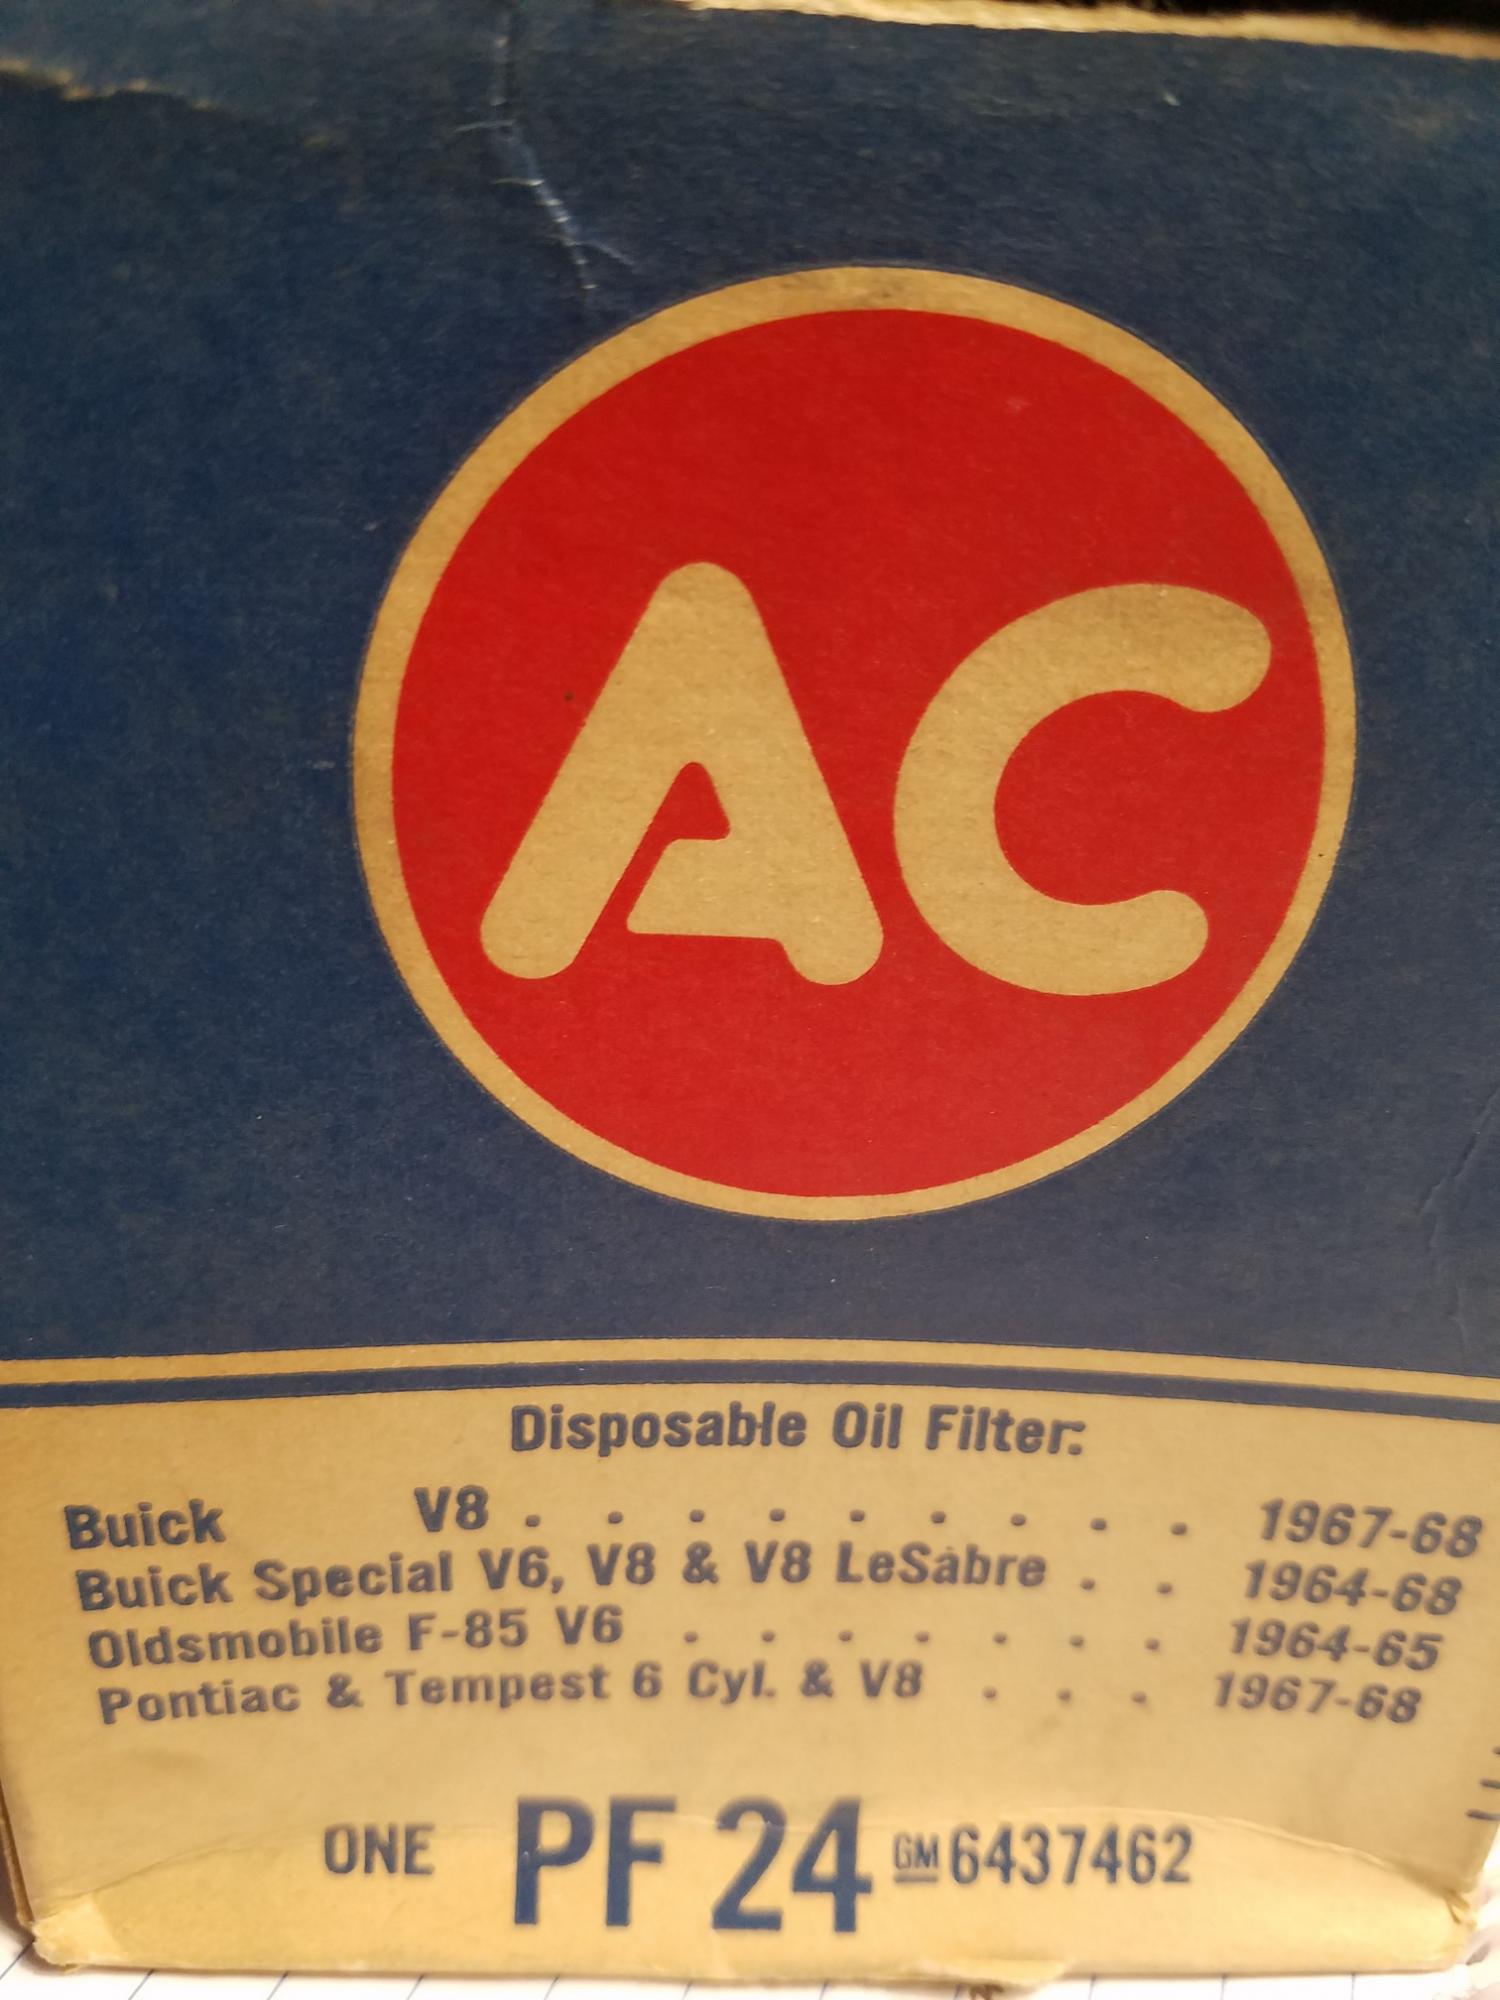 AC
Disposable Oil Filter:
Buick V8 . . . . . . . . . 1967-68
Buick Special V6, V8 & V8 LeSabre . . 1964-68
Oldsmobile F-85 V6 . . . . . . . 1964-65
Pontiac & Tempest 6 Cyl. & V8 . . . 1967-68
ONE PF 24 GM 6437462